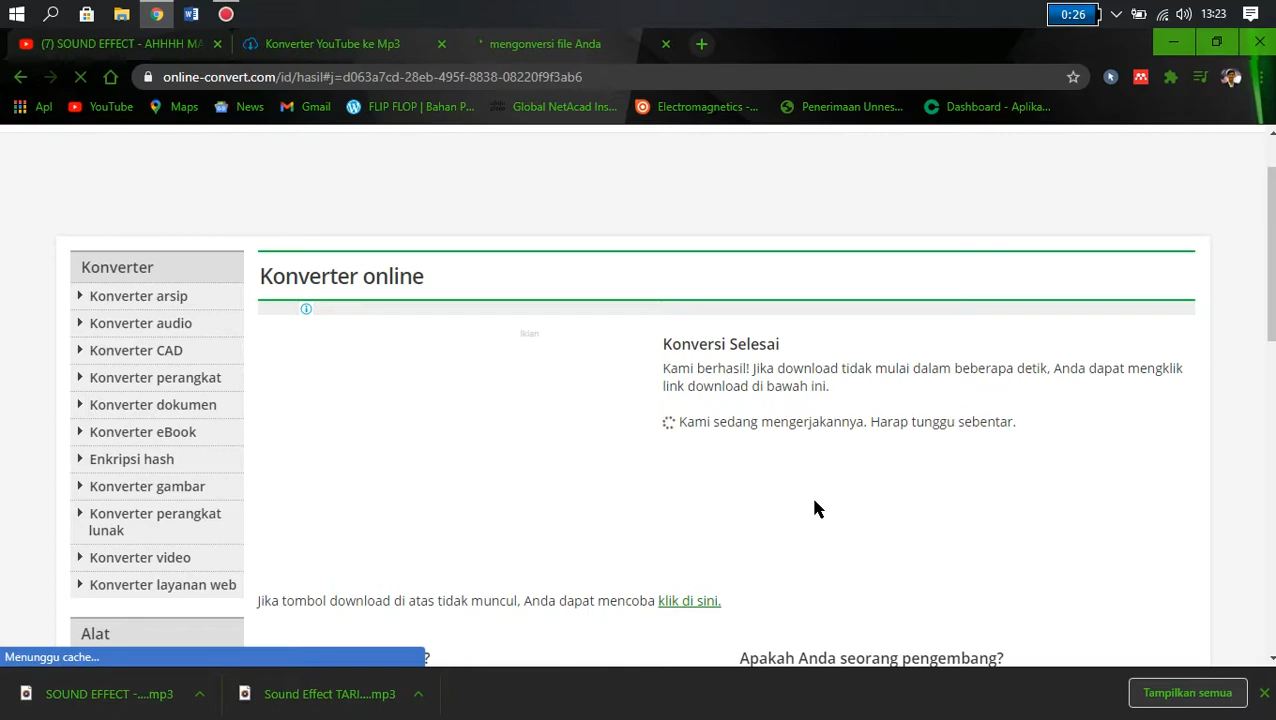 0:26
13:23
(7) SOUND EFFECT - AHHHH MA
Konverter YouTube ke Mp3
mengonversi file Anda
online-convert.com/id/hasil#j=d063a7cd-28eb-495f-8838-08220f9f3ab6
Apl
YouTube
Maps
News
Gmail
FLIP FLOP | Bahan P...
Global NetAcad Ins...
Electromagnetics -...
Penerimaan Unnes...
Dashboard - Aplika...
Konverter
Konverter arsip
Konverter audio
Konverter CAD
Konverter perangkat
Konverter dokumen
Konverter eBook
Enkripsi hash
Konverter gambar
Konverter perangkat
lunak
Konverter video
Konverter layanan web
Alat
Konverter online
Iklan
Konversi Selesai
Kami berhasil! Jika download tidak mulai dalam beberapa detik, Anda dapat mengklik
link download di bawah ini.
Kami sedang mengerjakannya. Harap tunggu sebentar.
Jika tombol download di atas tidak muncul, Anda dapat mencoba klik di sini.
?
Apakah Anda seorang pengembang?
Menunggu cache...
SOUND EFFECT -....mp3
Sound Effect TARI....mp3
Tampilkan semua